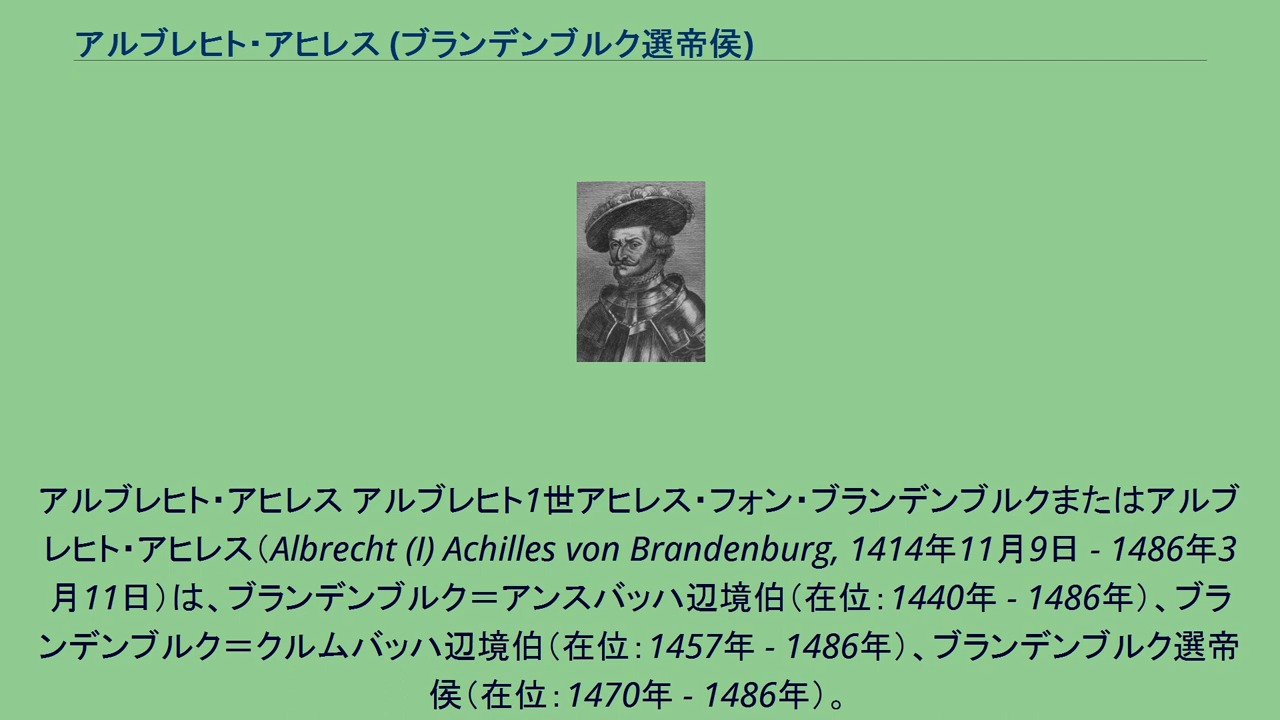 アルブレヒト・アヒレス (ブランデンブルク選帝侯)
アルブレヒト・アヒレス アルブレヒト1世アヒレス・フォン・ブランデンブルクまたはアルブ
レヒト・アヒレス（Albrecht (I) Achilles von Brandenburg, 1414年11月9日 - 1486年3
月11日）は、ブランデンブルク＝アンスバッハ辺境伯（在位：1440年 - 1486年）、ブラ
ンデンブルク＝クルムバッハ辺境伯（在位：1457年 - 1486年）、ブランデンブルク選帝
侯（在位：1470年 - 1486年）。